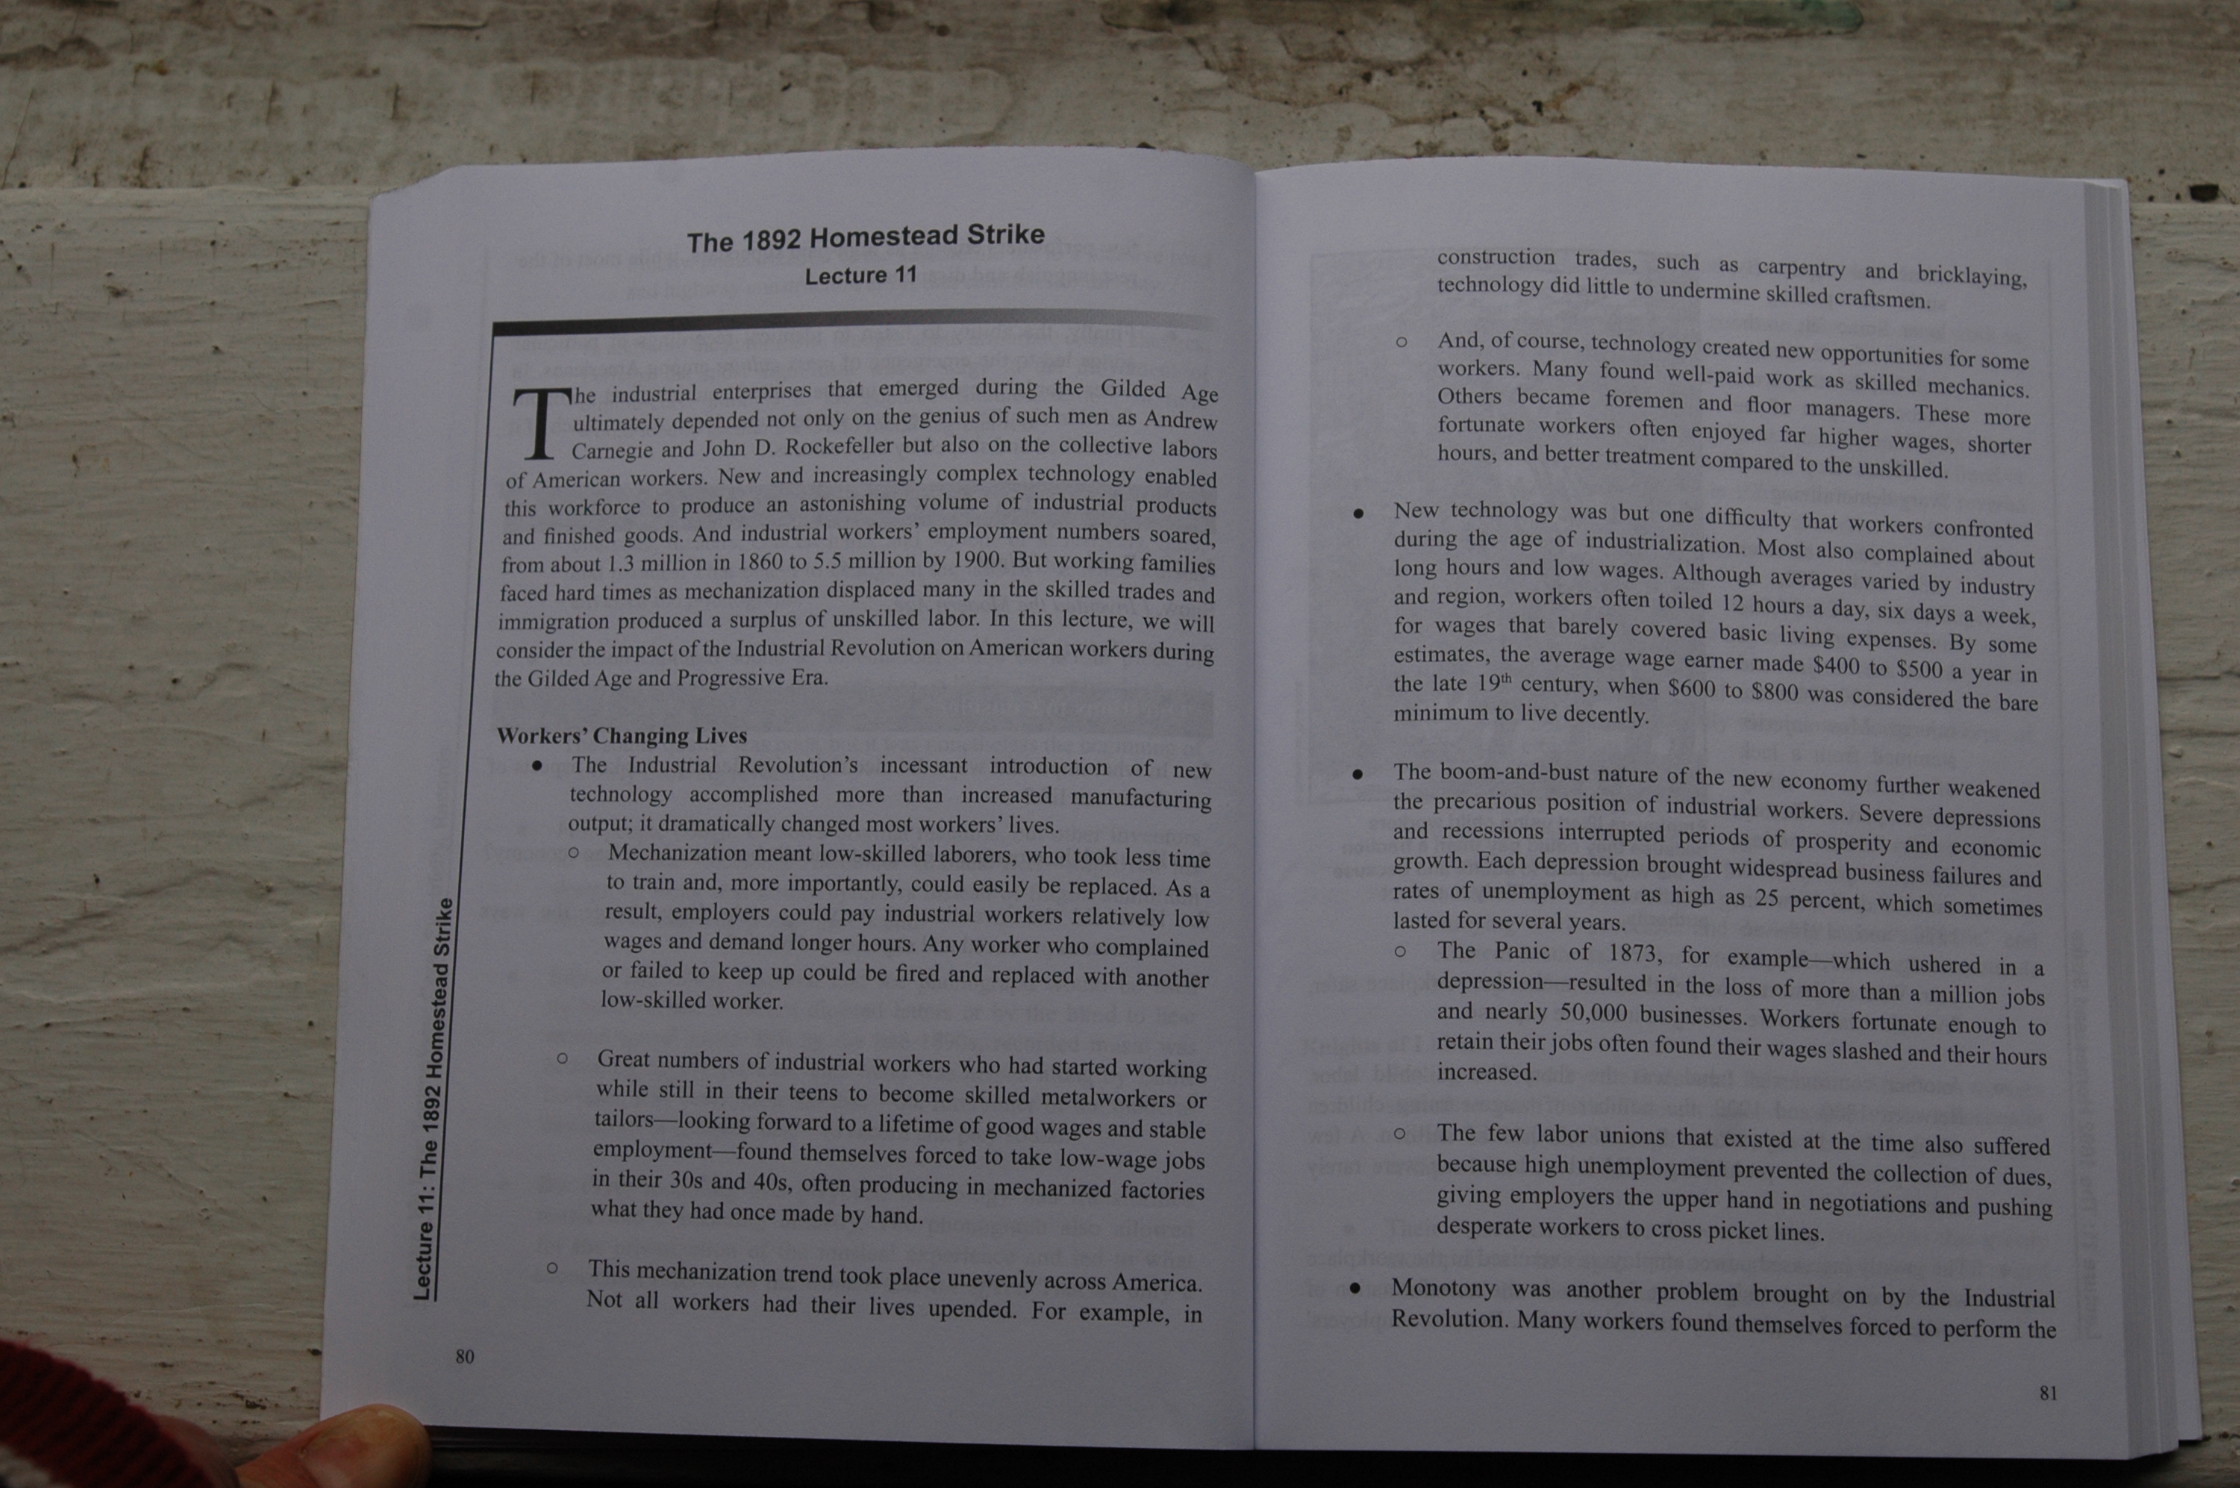 The 1892 Homestead Strike
Lecture 11
The industrial enterprises that emerged during the Gilded Age
ultimately depended not only on the genius of such men as Andrew
Carnegie and John D. Rockefeller but also on the collective labors
of American workers. New and increasingly complex technology enabled
this workforce to produce an astonishing volume of industrial products
and finished goods. And industrial workers’ employment numbers soared,
from about 1.3 million in 1860 to 5.5 million by 1900. But working families
faced hard times as mechanization displaced many in the skilled trades and
immigration produced a surplus of unskilled labor. In this lecture, we will
consider the impact of the Industrial Revolution on American workers during
the Gilded Age and Progressive Era.
Workers’ Changing Lives
● The Industrial Revolution’s incessant introduction of new
technology accomplished more than increased manufacturing
output; it dramatically changed most workers’ lives.
○ Mechanization meant low-skilled laborers, who took less time
to train and, more importantly, could easily be replaced. As a
result, employers could pay industrial workers relatively low
wages and demand longer hours. Any worker who complained
or failed to keep up could be fired and replaced with another
low-skilled worker.
○ Great numbers of industrial workers who had started working
while still in their teens to become skilled metalworkers or
tailors—looking forward to a lifetime of good wages and stable
employment—found themselves forced to take low-wage jobs
in their 30s and 40s, often producing in mechanized factories
what they had once made by hand.
○ This mechanization trend took place unevenly across America.
Not all workers had their lives upended. For example, in
Lecture 11: The 1892 Homestead Strike
80
construction trades, such as carpentry and bricklaying,
technology did little to undermine skilled craftsmen.
○ And, of course, technology created new opportunities for some
workers. Many found well-paid work as skilled mechanics.
Others became foremen and floor managers. These more
fortunate workers often enjoyed far higher wages, shorter
hours, and better treatment compared to the unskilled.
● New technology was but one difficulty that workers confronted
during the age of industrialization. Most also complained about
long hours and low wages. Although averages varied by industry
and region, workers often toiled 12 hours a day, six days a week,
for wages that barely covered basic living expenses. By some
estimates, the average wage earner made $400 to $500 a year in
the late 19th century, when $600 to $800 was considered the bare
minimum to live decently.
● The boom-and-bust nature of the new economy further weakened
the precarious position of industrial workers. Severe depressions
and recessions interrupted periods of prosperity and economic
growth. Each depression brought widespread business failures and
rates of unemployment as high as 25 percent, which sometimes
lasted for several years.
○ The Panic of 1873, for example—which ushered in a
depression—resulted in the loss of more than a million jobs
and nearly 50,000 businesses. Workers fortunate enough to
retain their jobs often found their wages slashed and their hours
increased.
○ The few labor unions that existed at the time also suffered
because high unemployment prevented the collection of dues,
giving employers the upper hand in negotiations and pushing
desperate workers to cross picket lines.
● Monotony was another problem brought on by the Industrial
Revolution. Many workers found themselves forced to perform the
81